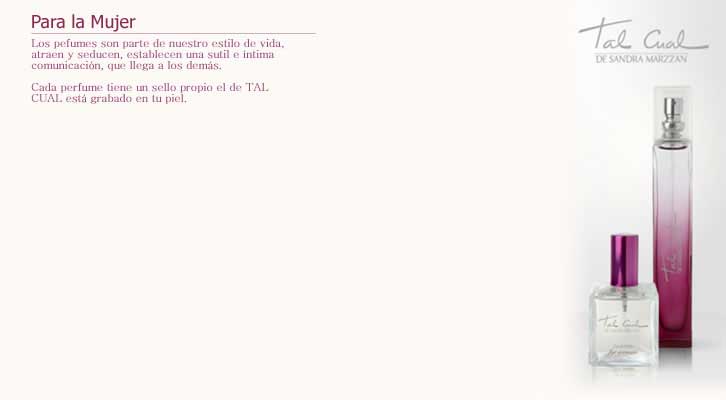 Para la Mujer
Los pefumes son parte de nuestro estilo de vida,
atraen y seducen, establecen una sutil e íntima
comunicación, que llega a los demás.
Cada perfume tiene un sello propio el de TAL
CUAL está grabado en tu piel.
Tal Cual
DE SANDRA MARZZAN
Tal
Tal Cual